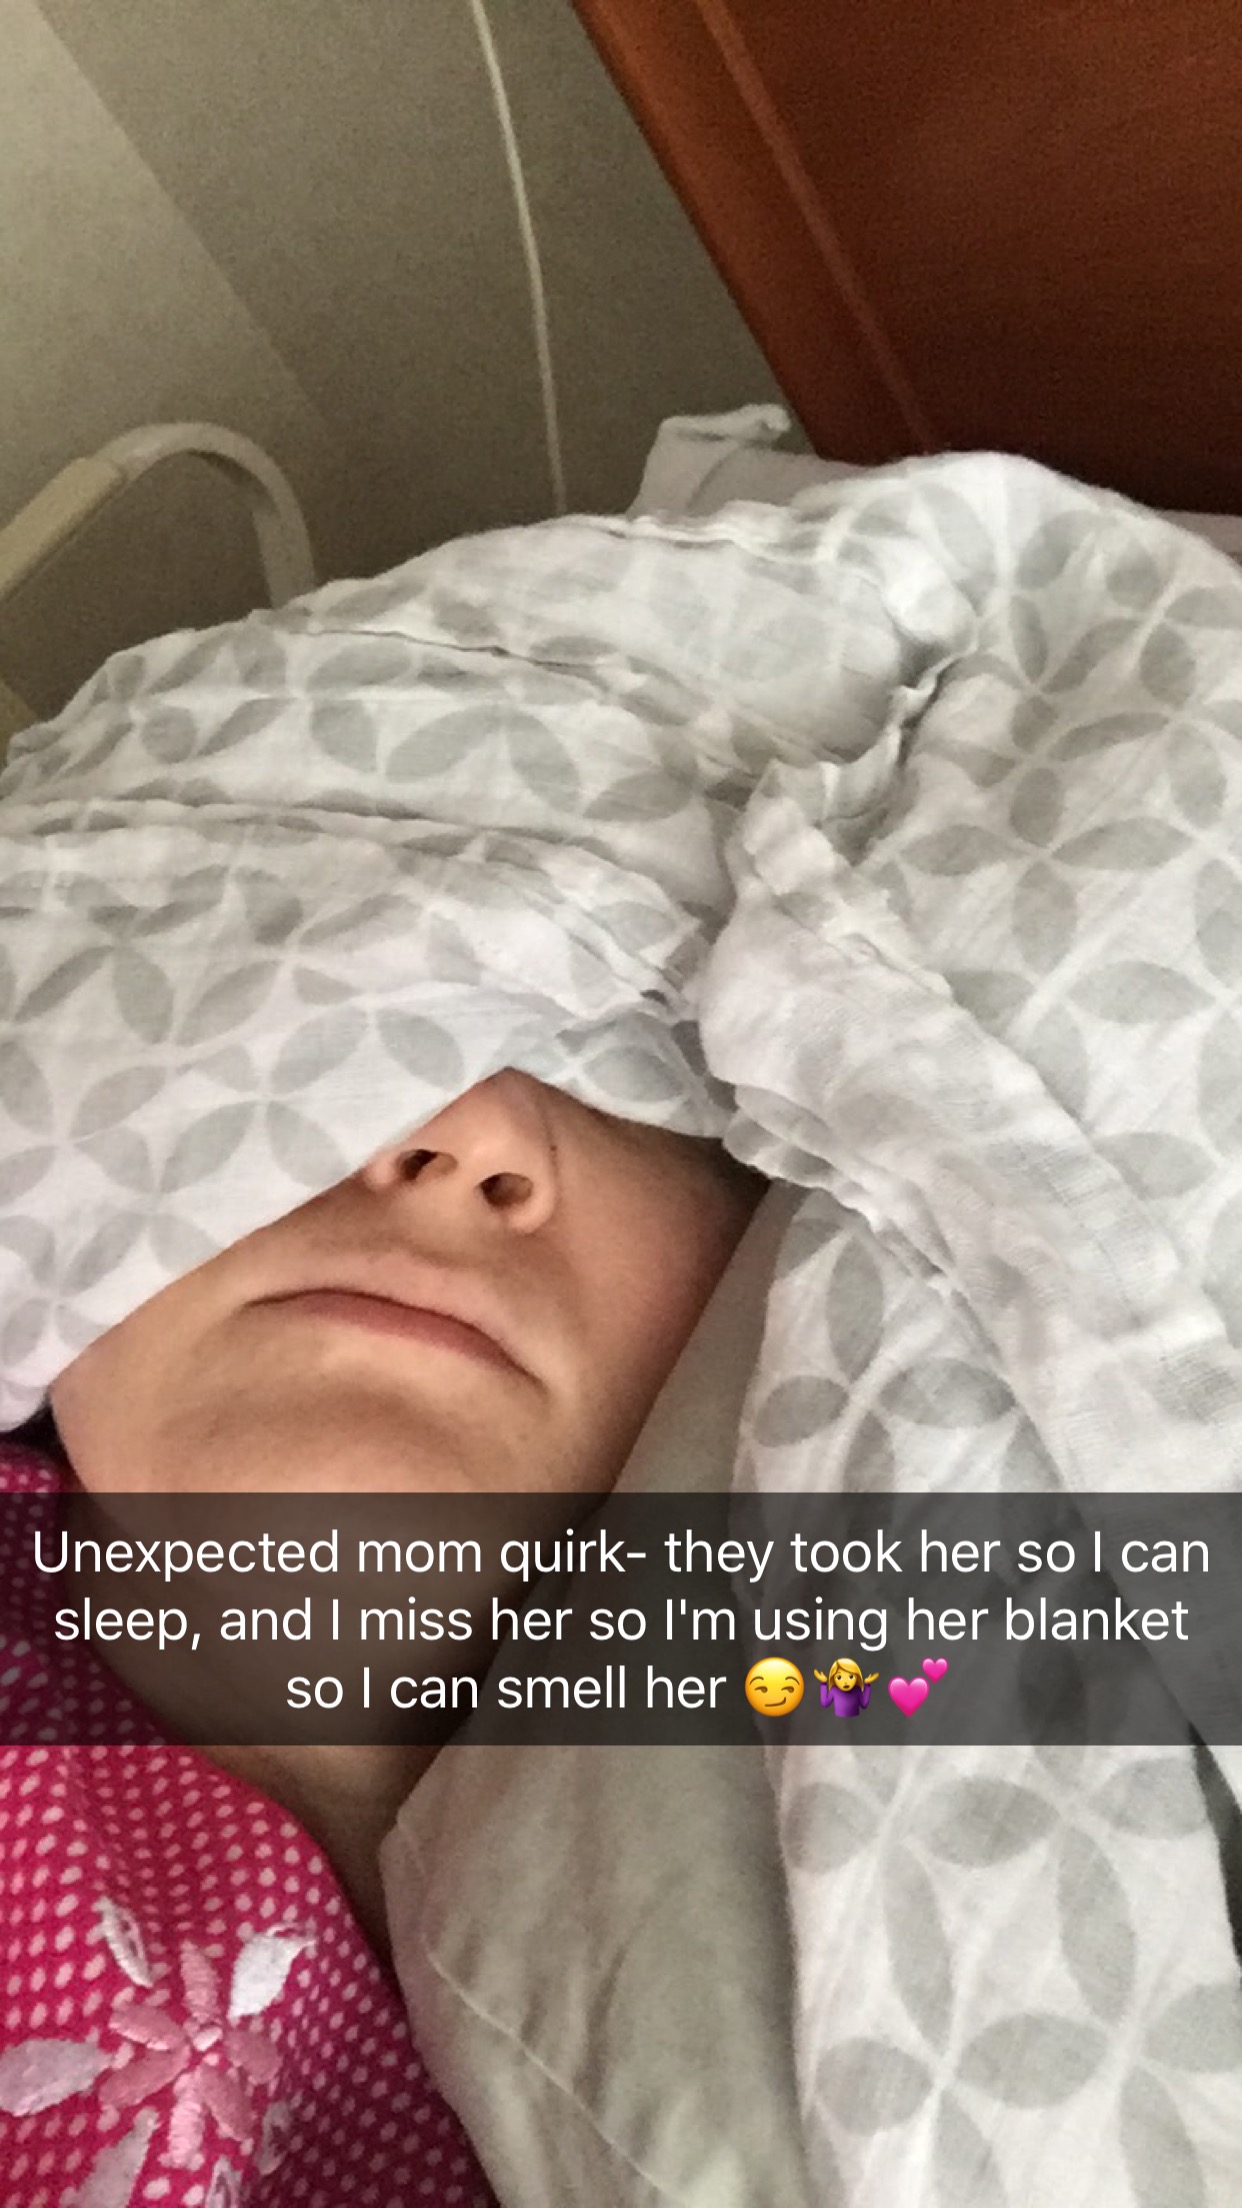 Unexpected mom quirk- they took her so I can
sleep, and I miss her so I'm using her blanket
so I can smell her 😏🤷‍♀️💕